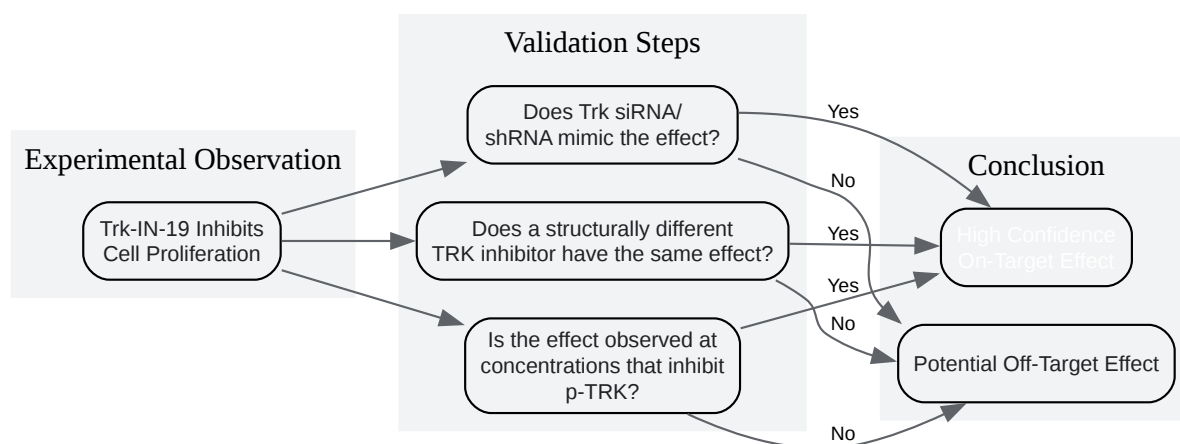 Validation Steps
Experimental Observation
Trk-IN-19 Inhibits
Cell Proliferation
Does Trk siRNA/
shRNA mimic the effect?
Does a structurally different
TRK inhibitor have the same effect?
Is the effect observed at
concentrations that inhibit
p-TRK?
Yes
No
Yes
Yes
No
No
Conclusion
High Confidence
On-Target Effect
Potential Off-Target Effect